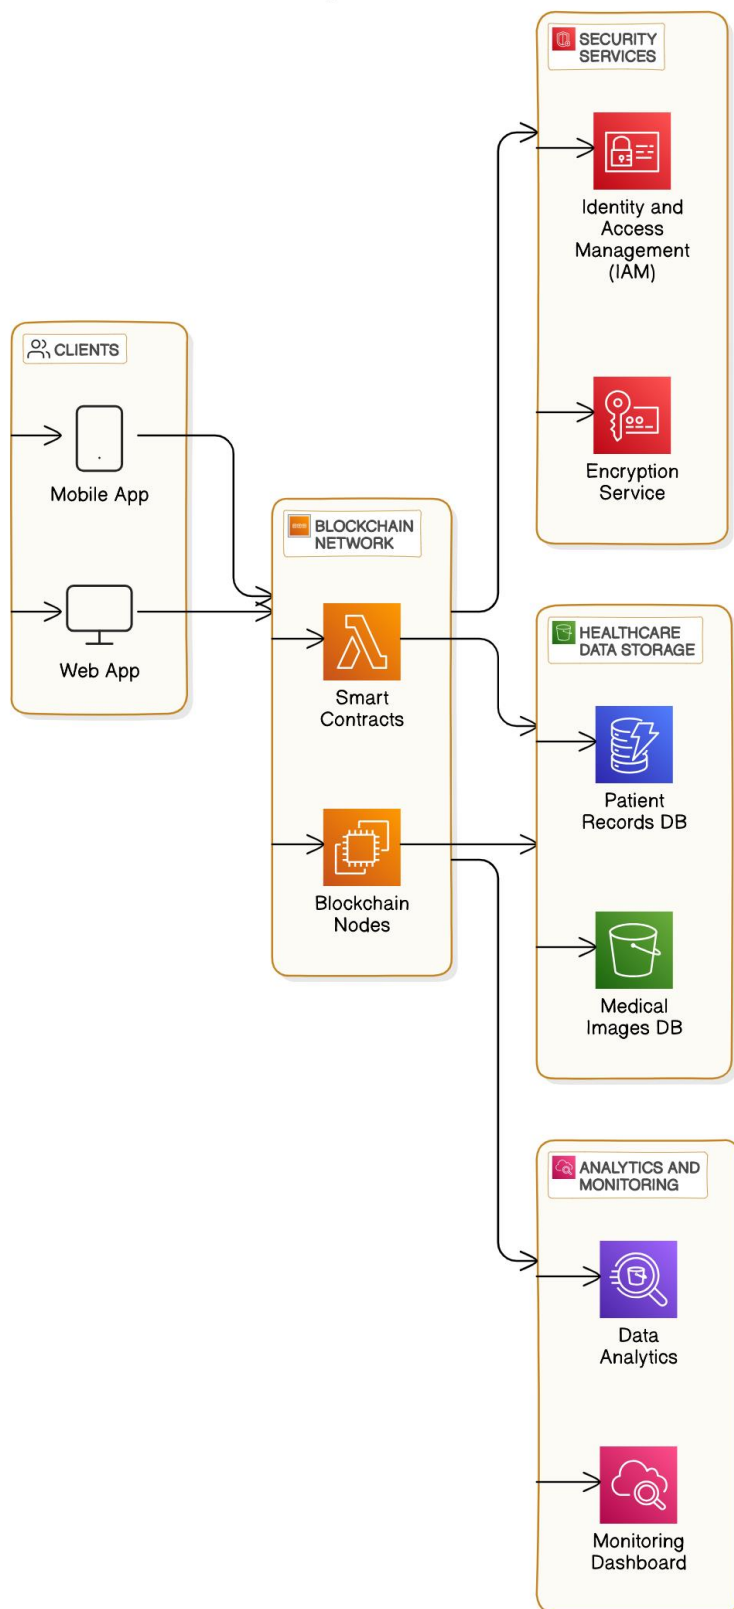 SECURITY
SERVICES
Identity and
Access
Management
(IAM)
Encryption
Service
CLIENTS
Mobile App
Web App
BLOCKCHAIN
NETWORK
Smart
Contracts
Blockchain
Nodes
HEALTHCARE
DATA STORAGE
Patient
Records DB
Medical
Images DB
ANALYTICS AND
MONITORING
Data
Analytics
Monitoring
Dashboard